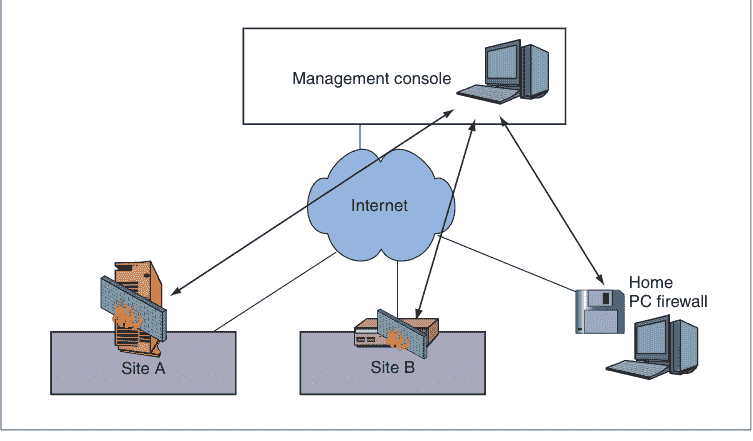 Management console
Internet
Home
PC firewall
Site A
Site B